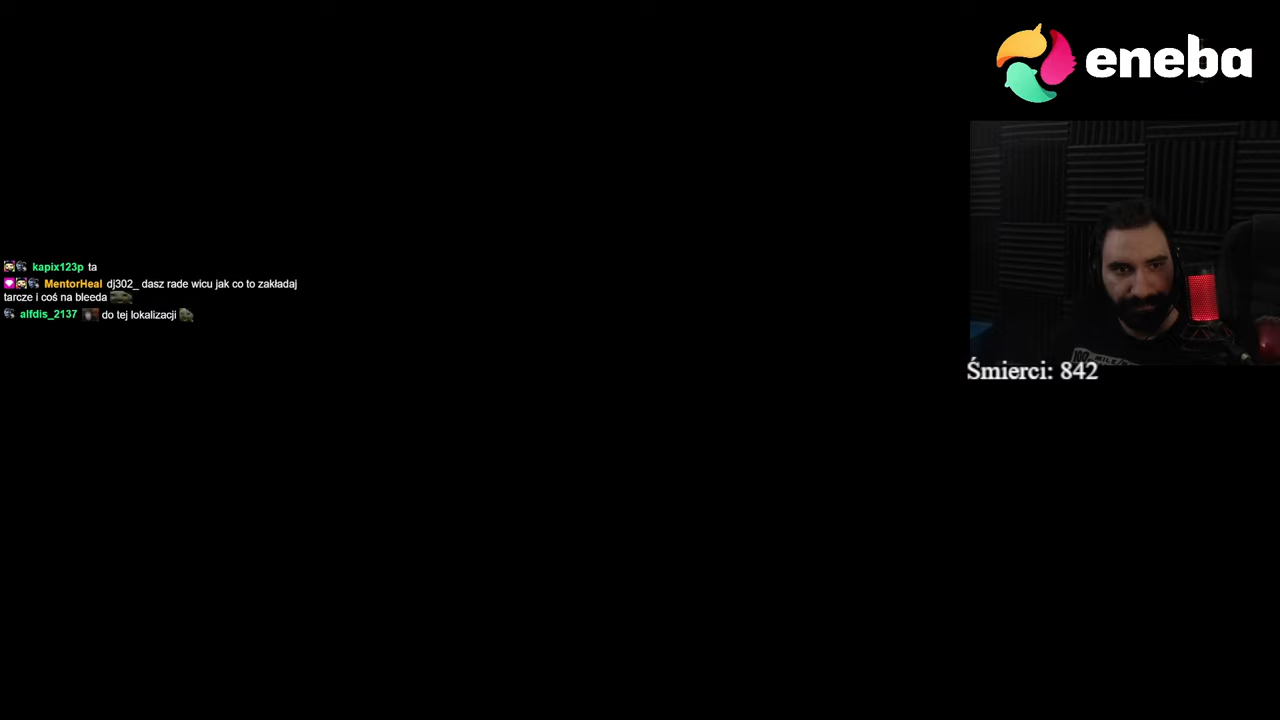 eneba
kapix123p ta
MentorHeal dj302_ dasz rade wicu jak co to zakładaj
tarcze i coś na bleeda
alfdis_2137 do tej lokalizacji
Śmierci: 842